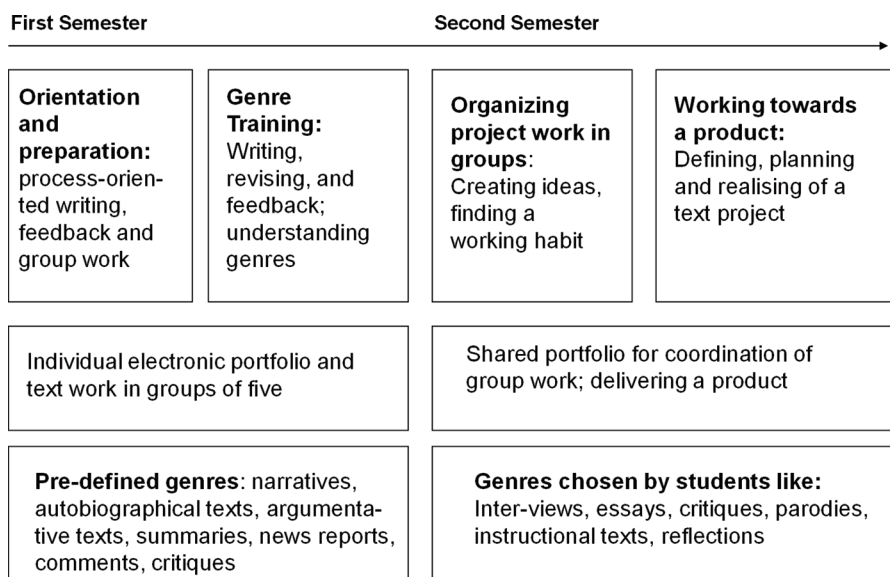 First Semester
Second Semester
Orientation
and
preparation:
process-orien-
ted writing,
feedback and
group work
Genre
Training:
Writing,
revising, and
feedback;
understanding
genres
Organizing
project work in
groups:
Creating ideas,
finding a
working habit
Working towards
a product:
Defining, planning
and realising of a
text project
Individual electronic portfolio and
text work in groups of five
Shared portfolio for coordination of
group work; delivering a product
Pre-defined genres: narratives,
autobiographical texts, argumenta-
tive texts, summaries, news reports,
comments, critiques
Genres chosen by students like:
Inter-views, essays, critiques, parodies,
instructional texts, reflections